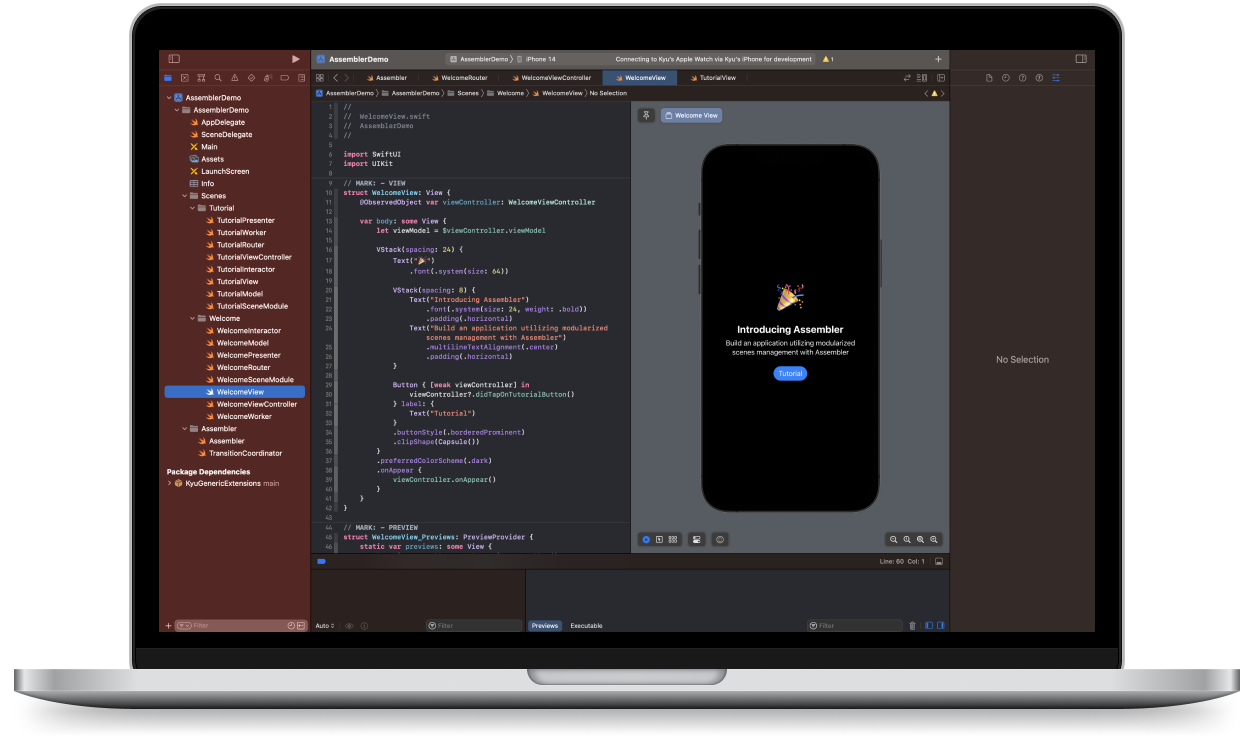 AssemblerDemo
AssemblerDemo 〉 iPhone 14
Connecting to Kyu's Apple Watch via Kyu's iPhone for development
1
Assembler
WelcomeRouter
WelcomeViewController
WelcomeView
TutorialView
AssemblerDemo 〉 AssemblerDemo 〉 Scenes 〉 Welcome 〉 WelcomeView 〉 No Selection
AssemblerDemo
AssemblerDemo
AppDelegate
SceneDelegate
Main
Assets
LaunchScreen
Info
Scenes
Tutorial
TutorialPresenter
TutorialWorker
TutorialRouter
TutorialViewController
TutorialInteractor
TutorialView
TutorialModel
TutorialSceneModule
Welcome
WelcomeInteractor
WelcomeModel
WelcomePresenter
WelcomeRouter
WelcomeSceneModule
WelcomeView
WelcomeViewController
WelcomeWorker
Assembler
Assembler
TransitionCoordinator
Package Dependencies
KyuGenericExtensions main
Filter
1 //
2 //  WelcomeView.swift
3 //  AssemblerDemo
4 //
5
6 import SwiftUI
7 import UIKit
8
9 // MARK: - VIEW
10 struct WelcomeView: View {
11     @ObservedObject var viewController: WelcomeViewController
12
13     var body: some View {
14         let viewModel = $viewController.viewModel
15
16         VStack(spacing: 24) {
17             Text("🎉")
18                 .font(.system(size: 64))
19
20             VStack(spacing: 8) {
21                 Text("Introducing Assembler")
22                     .font(.system(size: 24, weight: .bold))
23                     .padding(.horizontal)
24                 Text("Build an application utilizing modularized
scenes management with Assembler")
25                     .multilineTextAlignment(.center)
26                     .padding(.horizontal)
27             }
28
29             Button { [weak viewController] in
30                 viewController?.didTapOnTutorialButton()
31             } label: {
32                 Text("Tutorial")
33             }
34             .buttonStyle(.borderedProminent)
35             .clipShape(Capsule())
36         }
37         .preferredColorScheme(.dark)
38         .onAppear {
39             viewController.onAppear()
40         }
41     }
42 }
43
44 // MARK: - PREVIEW
45 struct WelcomeView_Previews: PreviewProvider {
46     static var previews: some View {
Welcome View
Introducing Assembler
Build an application utilizing modularized
scenes management with Assembler
Tutorial
No Selection
Line: 60 Col: 1
Auto
Filter
Previews
Executable
Filter